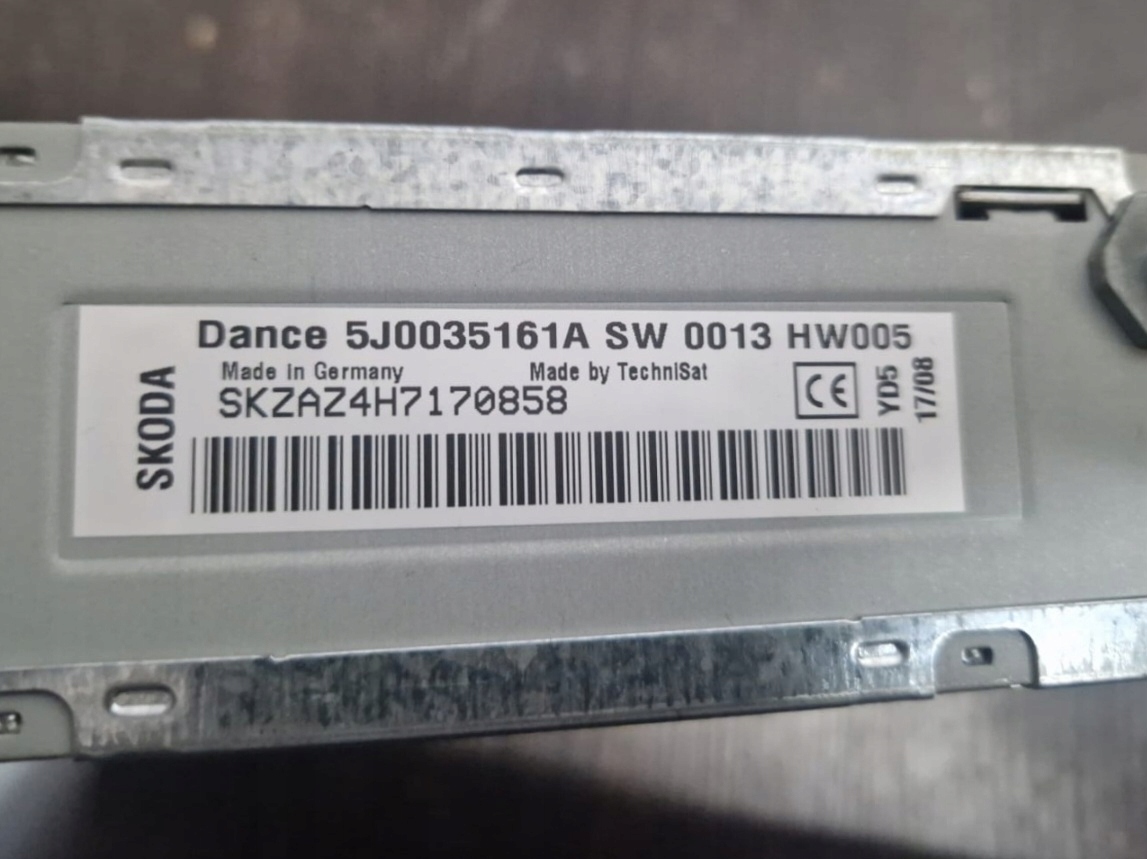 Dance 5J0035161A SW 0013 HW005
Made in Germany Made by TechniSat
SKZAZ4H7170858
SKODA
CE
YD5
17/08